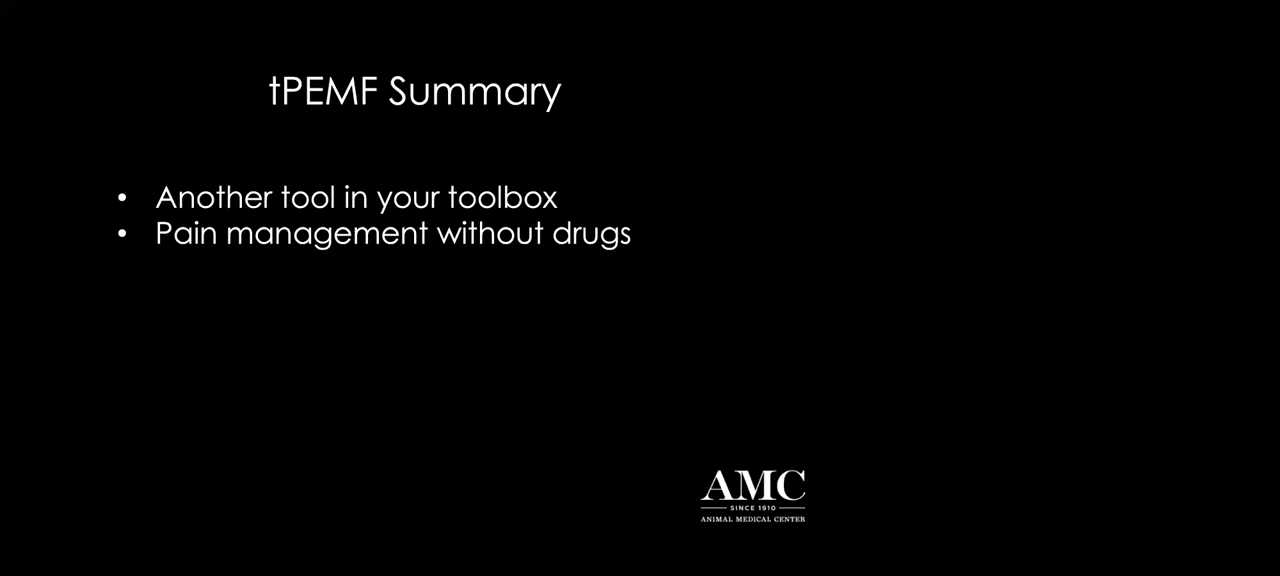 tPEMF Summary
• Another tool in your toolbox
• Pain management without drugs
AMC
SINCE 1910
ANIMAL MEDICAL CENTER